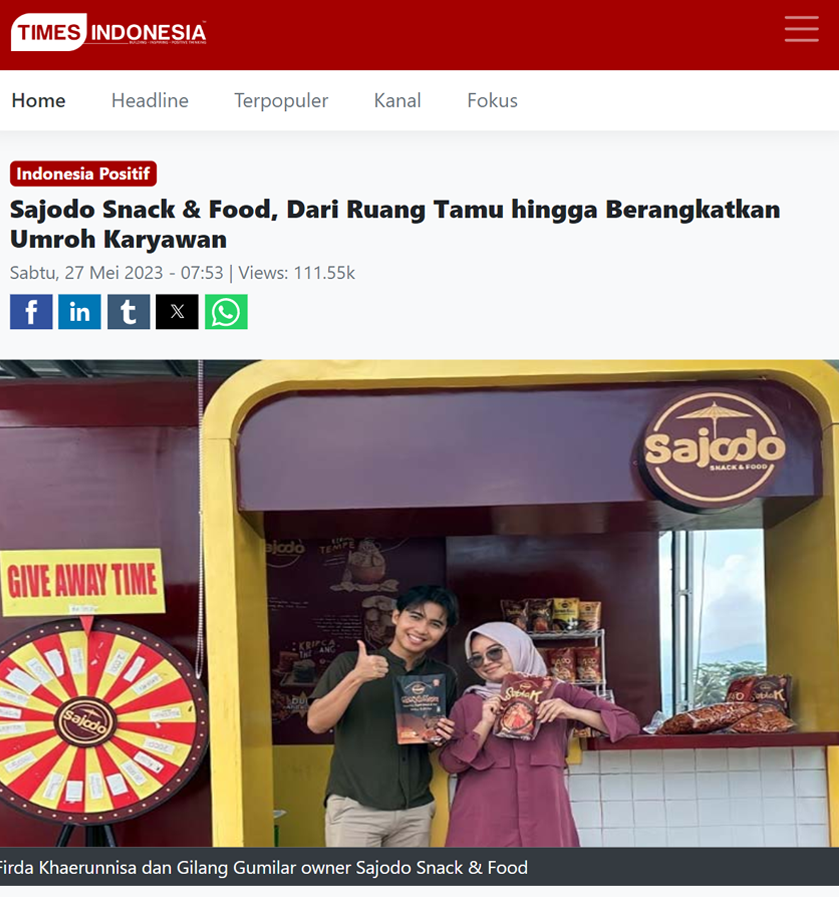 TIMES INDONESIA
Home Headline Terpopuler Kanal Fokus
Indonesia Positif
Sajodo Snack & Food, Dari Ruang Tamu hingga Berangkatkan
Umroh Karyawan
Sabtu, 27 Mei 2023 - 07:53 | Views: 111.55k
Sajodo
SNACK & FOOD
GIVE AWAY TIME
Sajodo
Firda Khaerunnisa dan Gilang Gumilar owner Sajodo Snack & Food